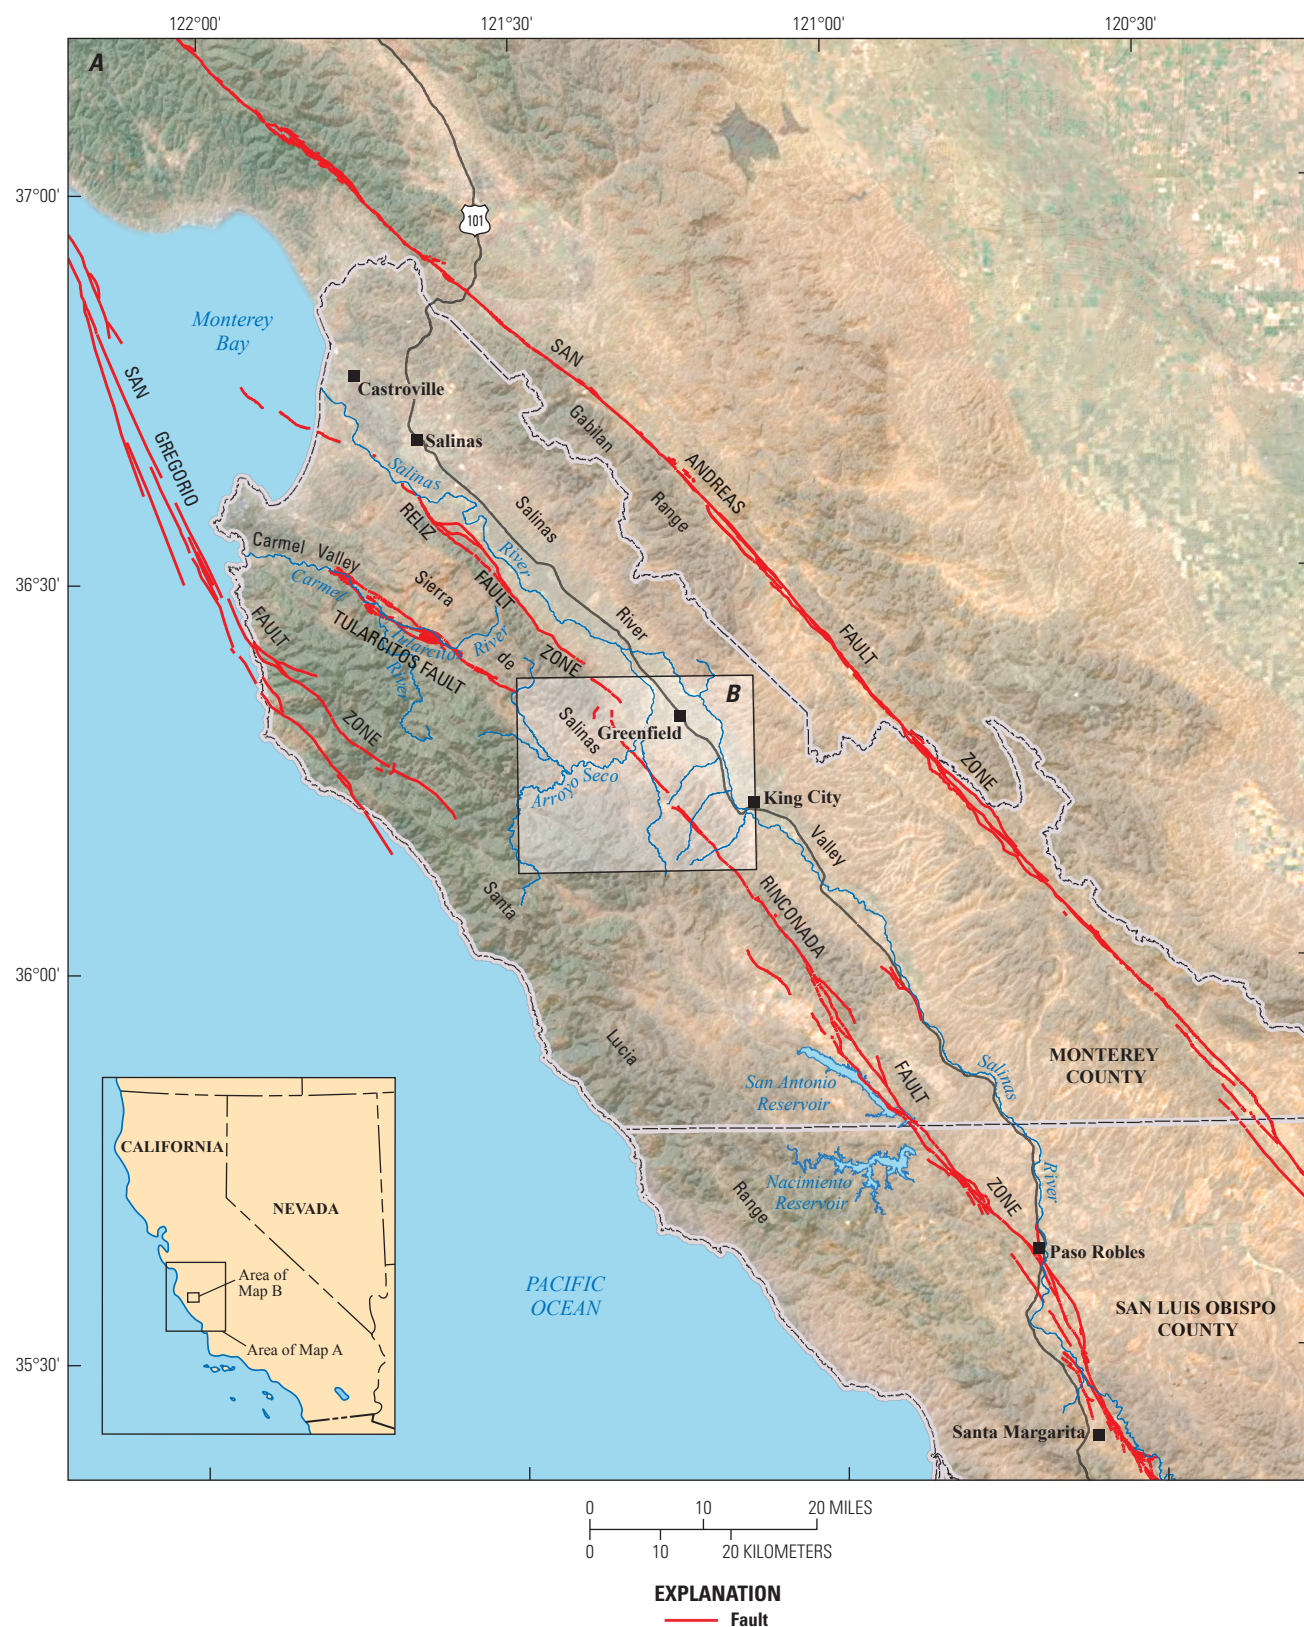 122°00'
121°30'
121°00'
120°30'
A
37°00'
101
Monterey
Bay
SAN
GREGORIO
FAULT
ZONE
Castroville
Salinas
SAN
ANDREAS
FAULT
ZONE
Gabilan
Range
Salinas
River
Salinas
River
Valley
RELIZ
FAULT
ZONE
Carmel Valley
Carmel
River
Sierra
de
Salinas
Tularcitos
River
TULARCITOS FAULT
36°30'
B
Greenfield
Arroyo Seco
King City
Santa
Lucia
Range
RINCONADA
FAULT
ZONE
36°00'
San Antonio
Reservoir
Salinas
River
MONTEREY
COUNTY
Nacimiento
Reservoir
Paso Robles
SAN LUIS OBISPO
COUNTY
PACIFIC
OCEAN
Santa Margarita
35°30'
CALIFORNIA
NEVADA
Area of
Map B
Area of Map A
0 10 20 MILES
0 10 20 KILOMETERS
EXPLANATION
Fault